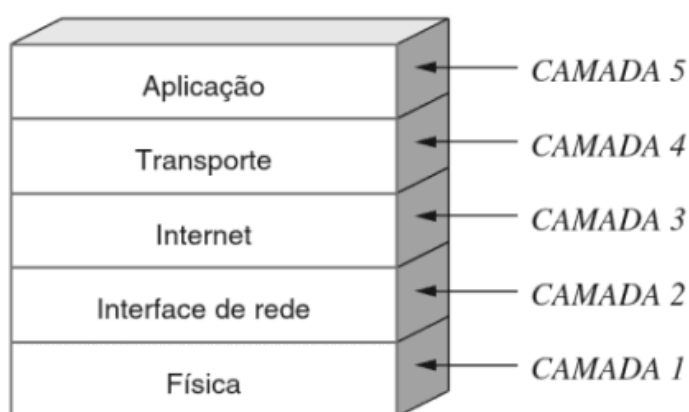 Aplicação CAMADA 5
Transporte CAMADA 4
Internet CAMADA 3
Interface de rede CAMADA 2
Física CAMADA 1